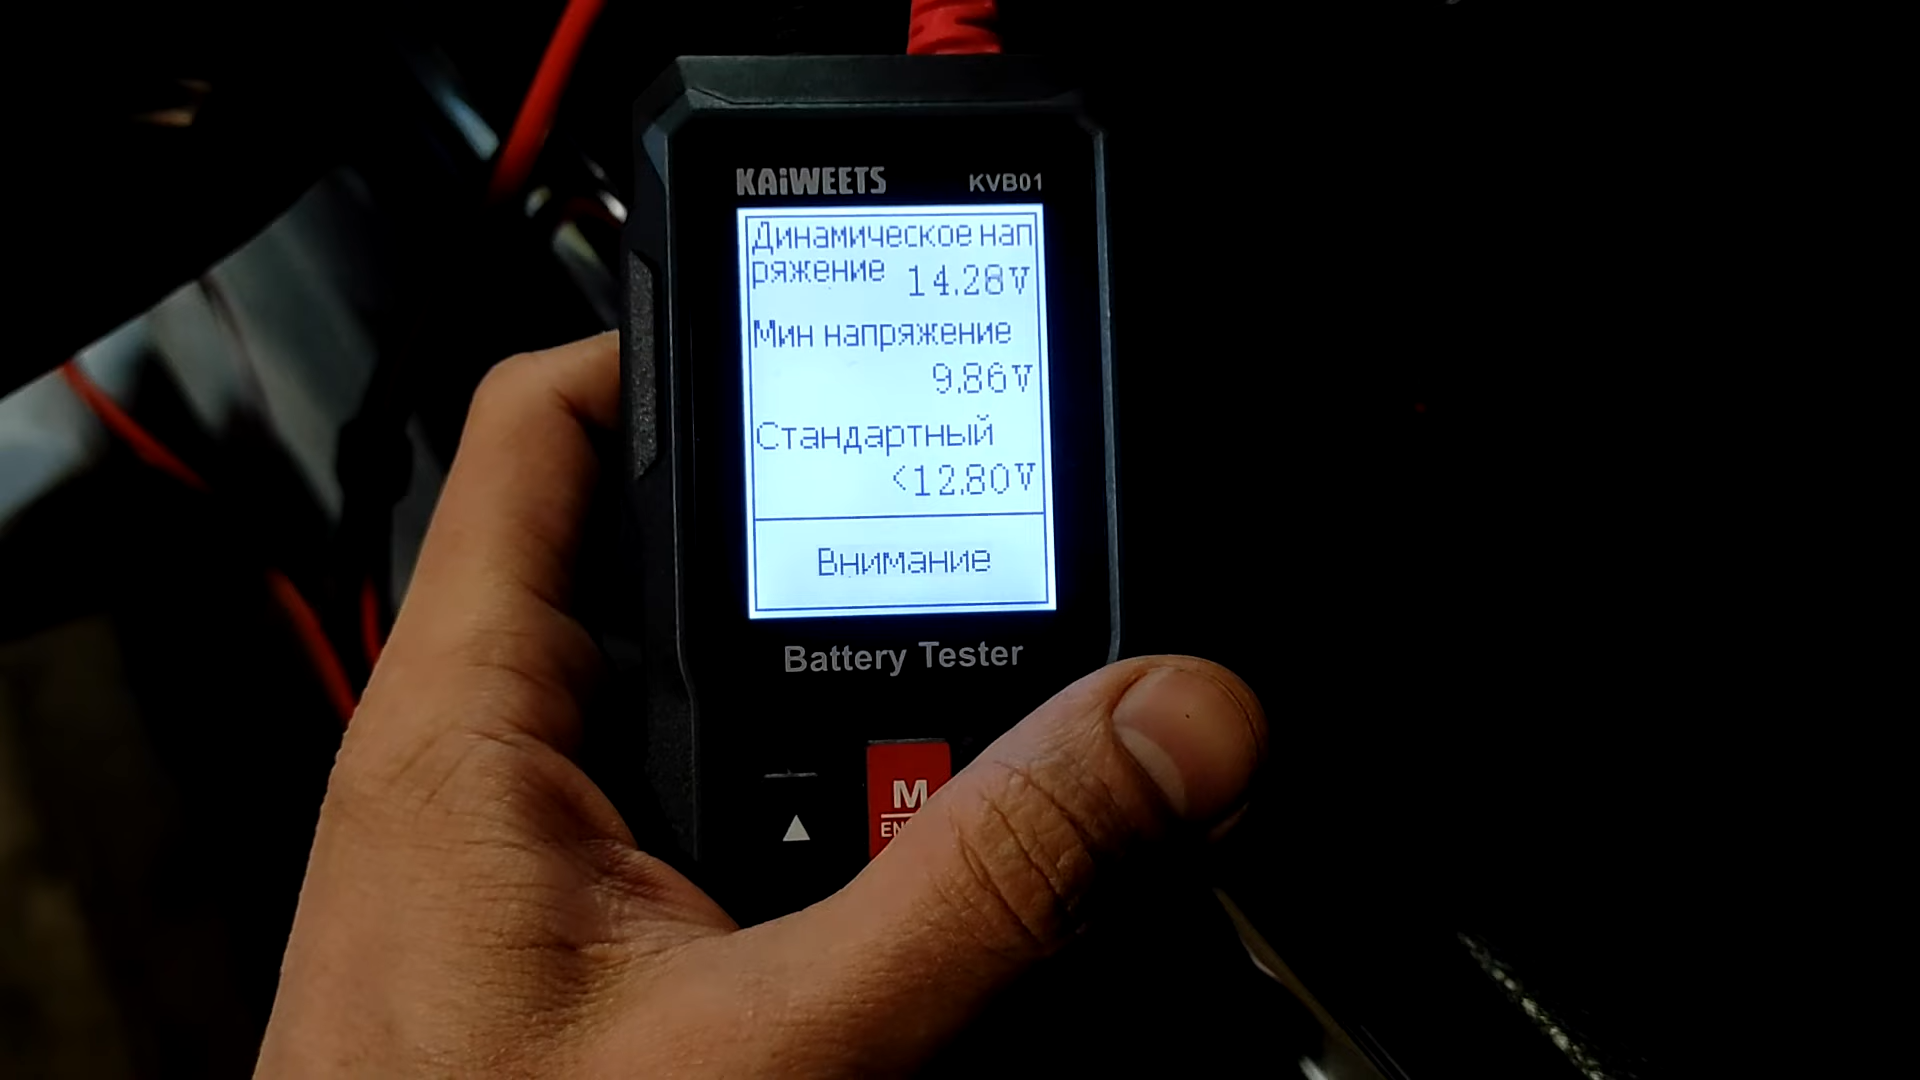 KAiWEETS KVB01
Динамическое нап
ряжение 14.28V
Мин напряжение
9.86V
Стандартный
<12.80V
Внимание
Battery Tester
M